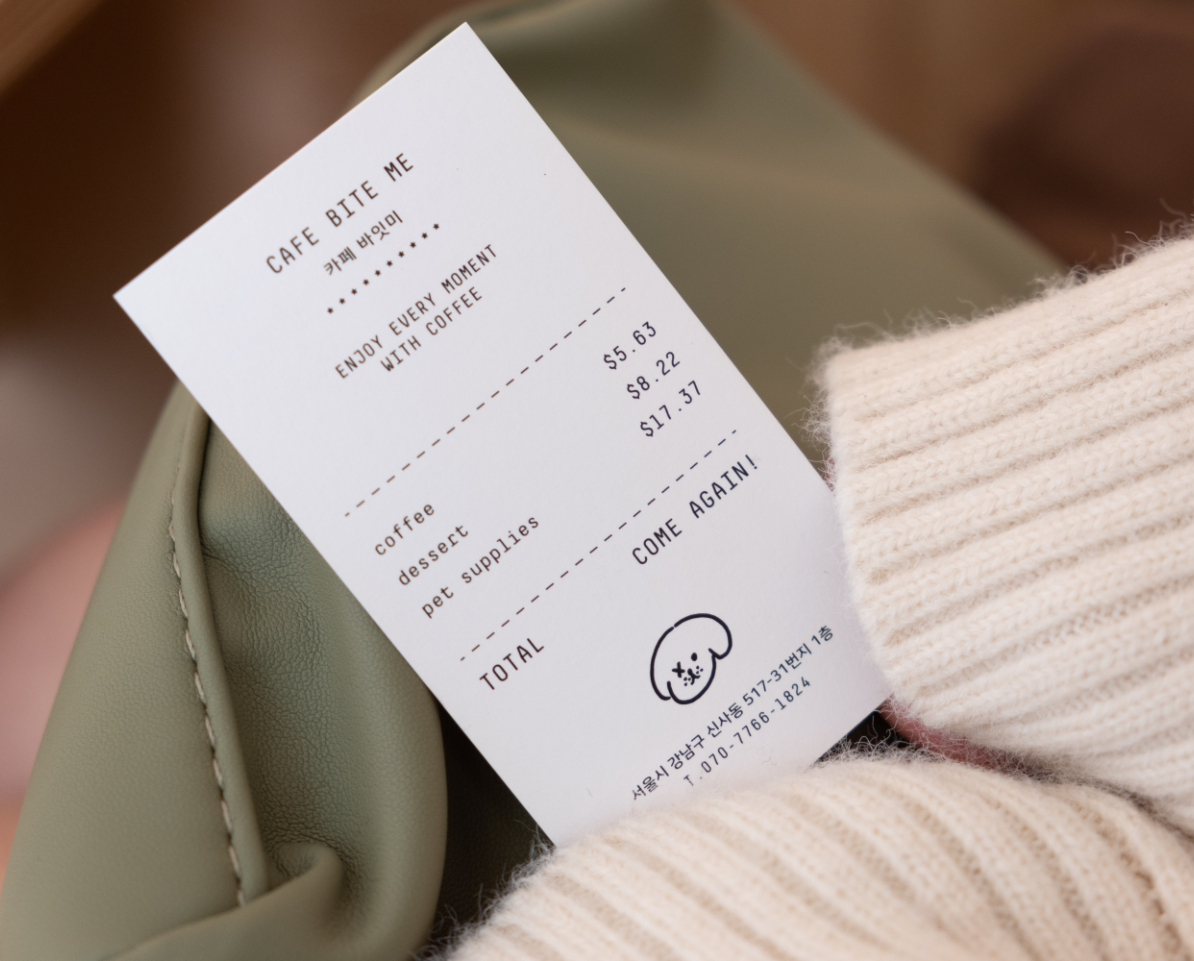 CAFE BITE ME
카페 바잇미
ENJOY EVERY MOMENT
WITH COFFEE
coffee $5.63
dessert $8.22
pet supplies $17.37
TOTAL COME AGAIN!
서울시 강남구 신사동 517-31번지 1층
T.070-7766-1824